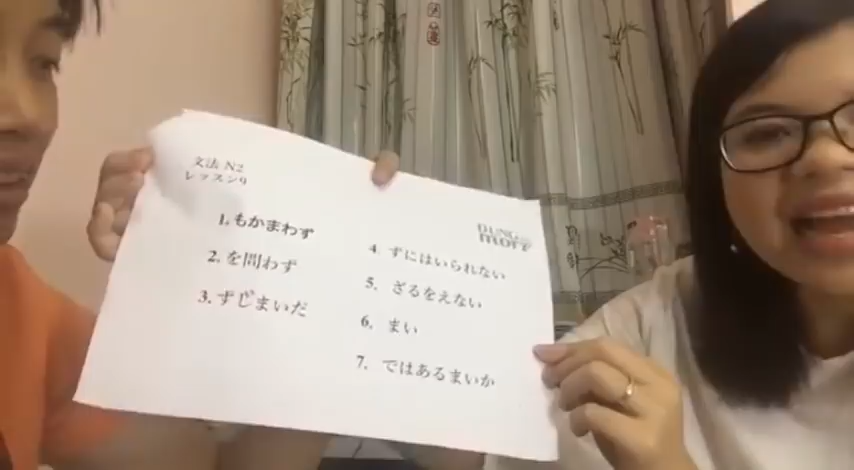 文法 N2
レッスン9
1. もかまわず
2. を問わず
3. ずじまいだ
DUNG
MORI
4. ずにはいられない
5. ざるをえない
6. まい
7. ではあるまいか